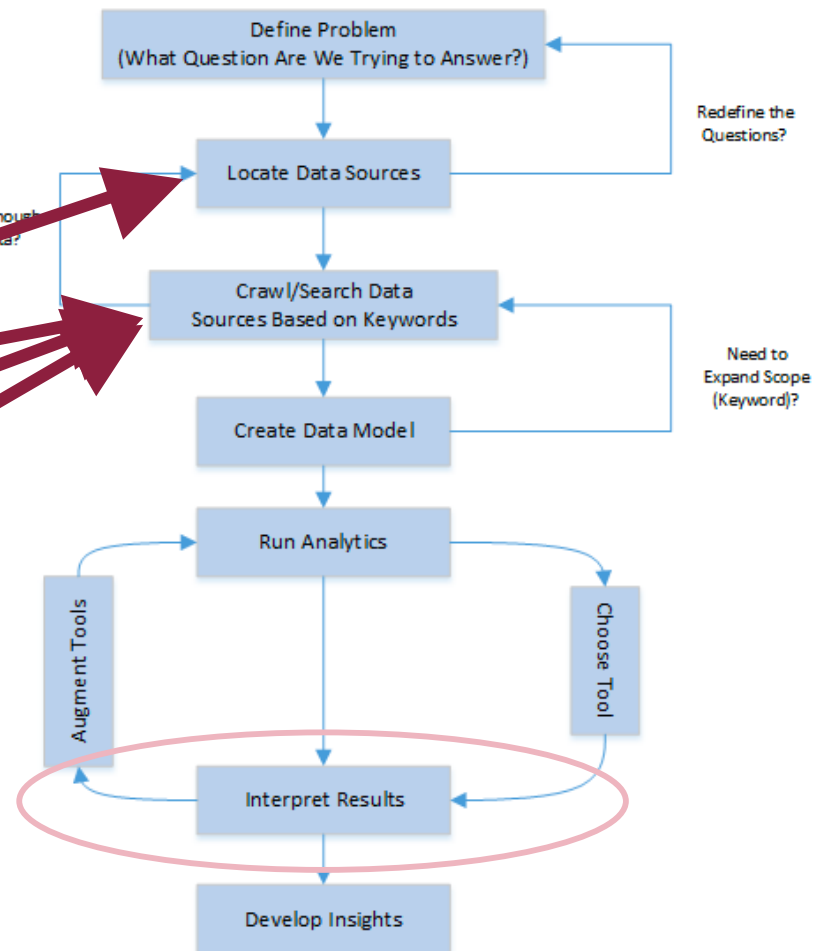 Define Problem
(What Question Are We Trying to Answer?)
Redefine the
Questions?
Locate Data Sources
Crawl/Search Data
Sources Based on Keywords
Need to
Expand Scope
(Keyword)?
Create Data Model
Run Analytics
Augment Tools
Choose Tool
Interpret Results
Develop Insights